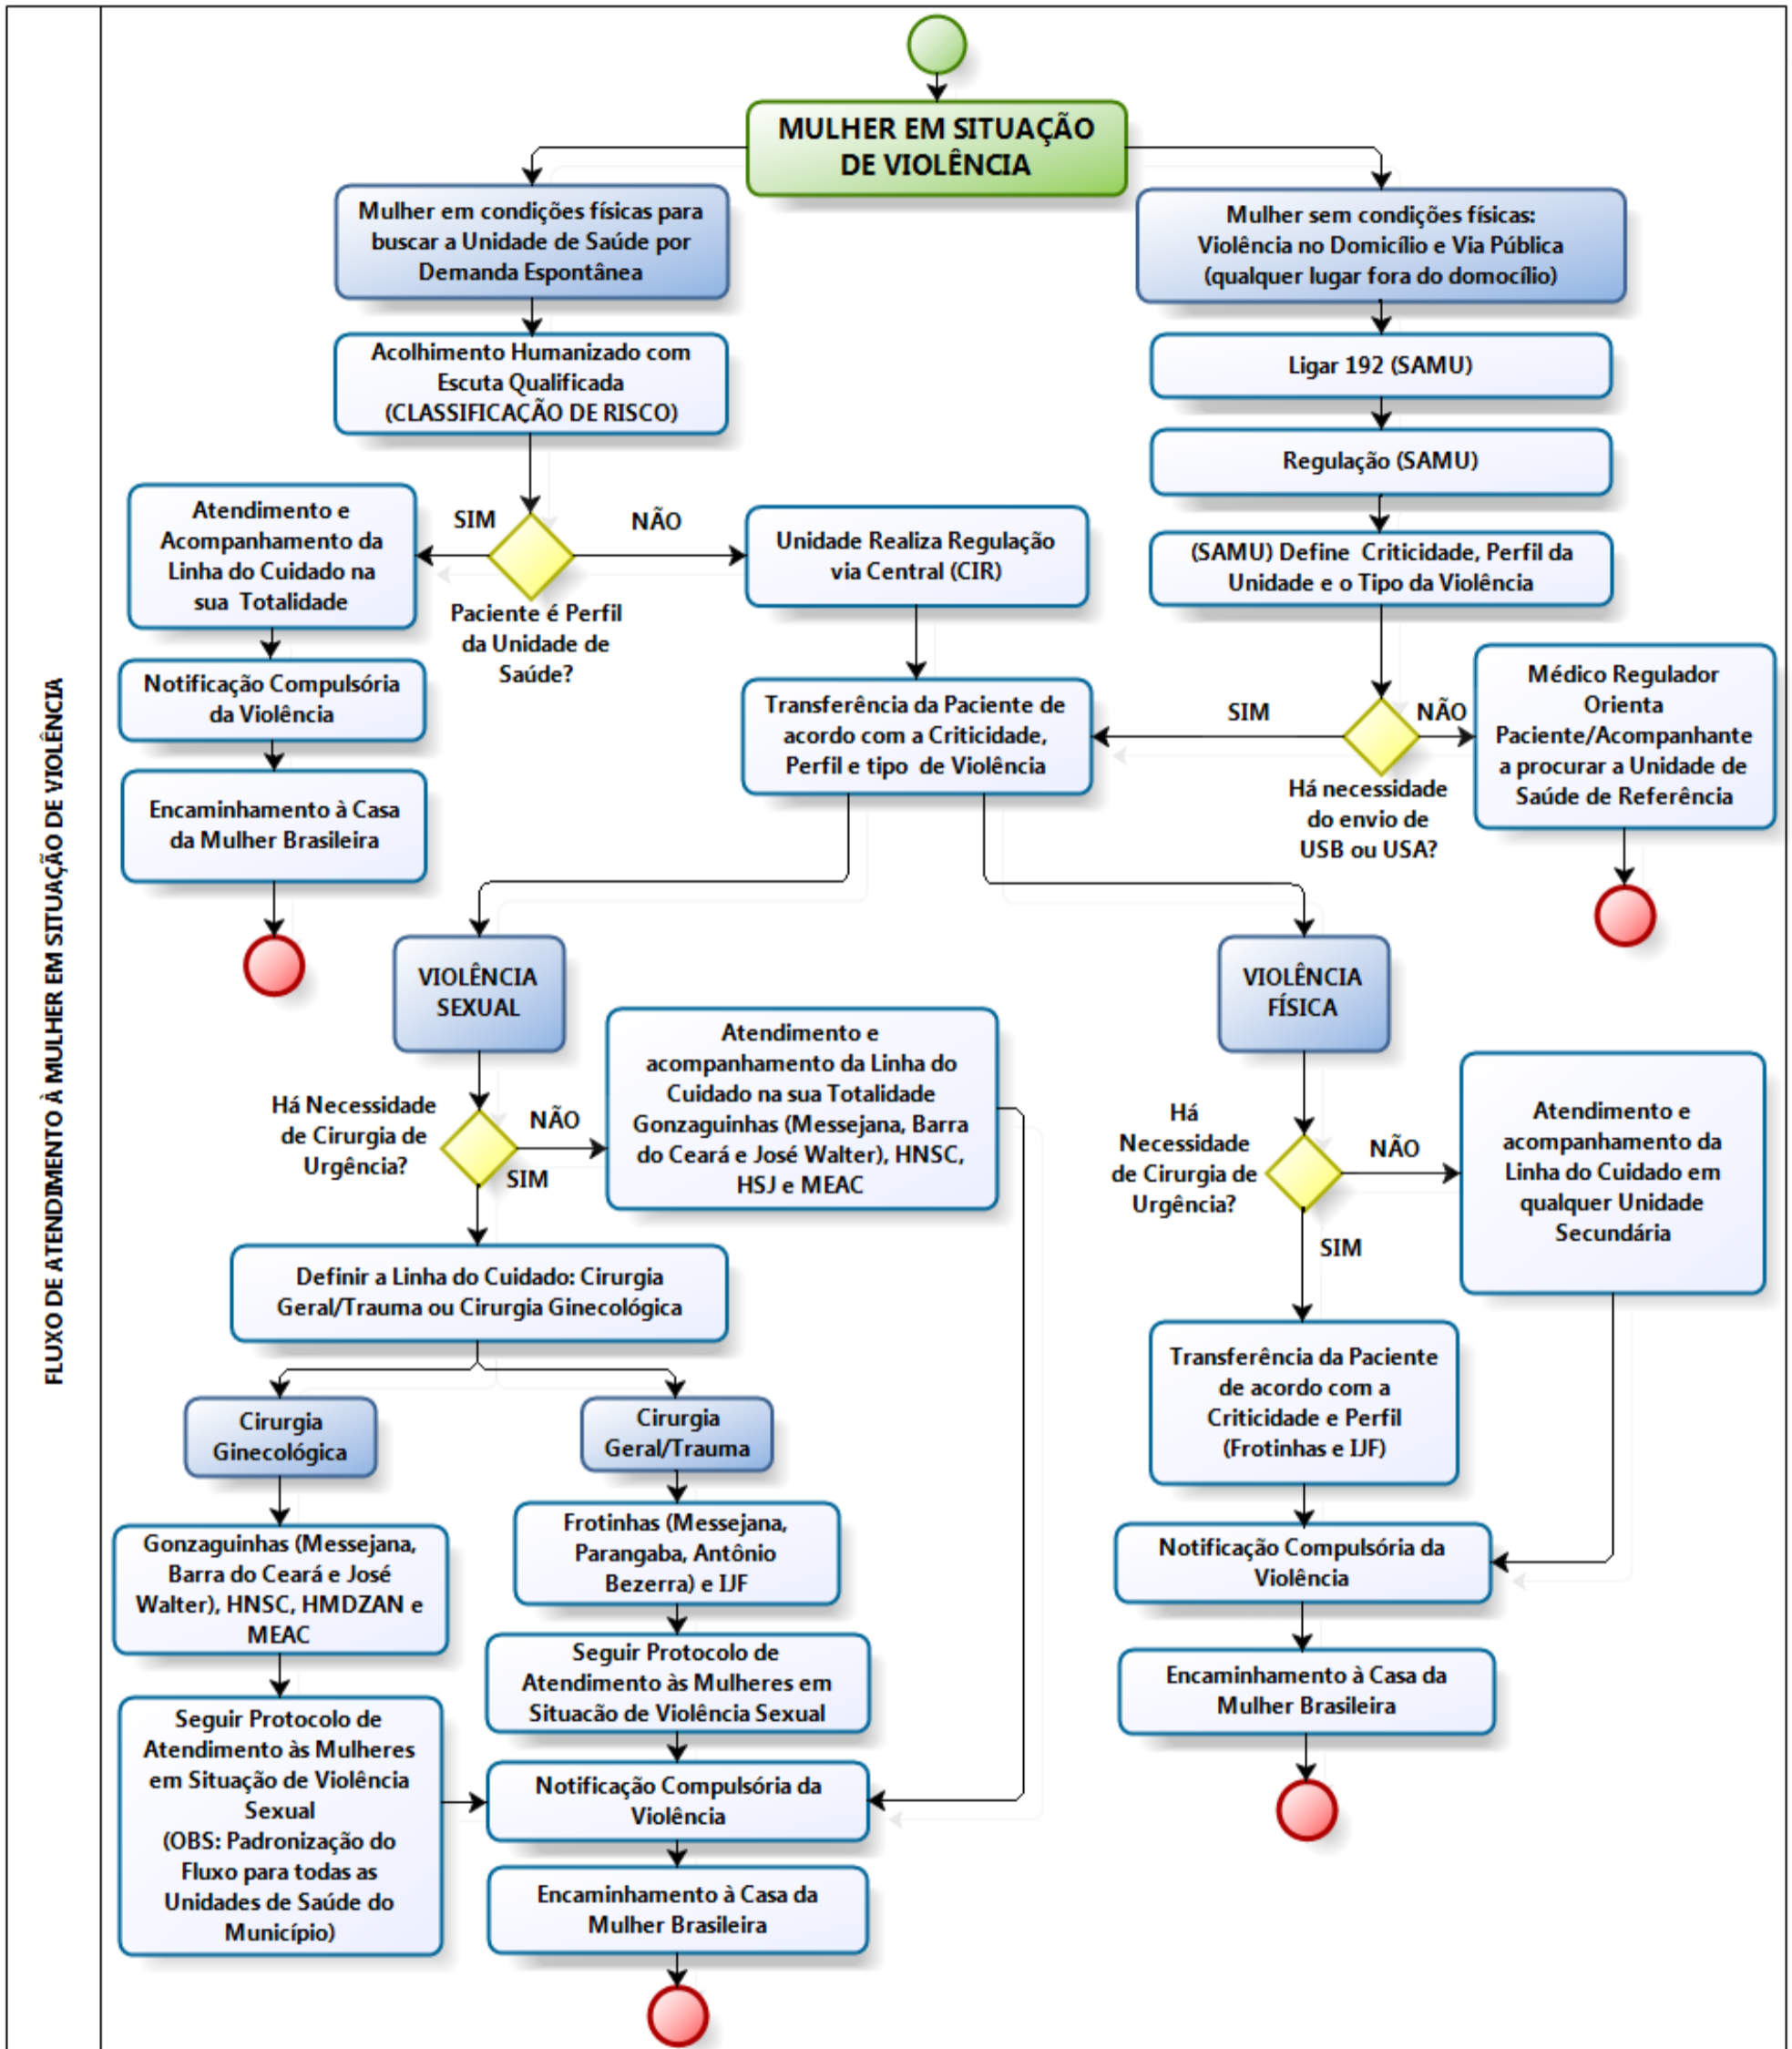 FLUXO DE ATENDIMENTO À MULHER EM SITUAÇÃO DE VIOLÊNCIA
MULHER EM SITUAÇÃO
DE VIOLÊNCIA
Mulher em condições físicas para
buscar a Unidade de Saúde por
Demanda Espontânea
Acolhimento Humanizado com
Escuta Qualificada
(CLASSIFICAÇÃO DE RISCO)
SIM
NÃO
Paciente é Perfil
da Unidade de
Saúde?
Atendimento e
Acompanhamento da
Linha do Cuidado na
sua Totalidade
Notificação Compulsória
da Violência
Encaminhamento à Casa
da Mulher Brasileira
Unidade Realiza Regulação
via Central (CIR)
Transferência da Paciente de
acordo com a Criticidade,
Perfil e tipo de Violência
Mulher sem condições físicas:
Violência no Domicílio e Via Pública
(qualquer lugar fora do domocílio)
Ligar 192 (SAMU)
Regulação (SAMU)
(SAMU) Define Criticidade, Perfil da
Unidade e o Tipo da Violência
SIM
NÃO
Há necessidade
do envio de
USB ou USA?
Médico Regulador
Orienta
Paciente/Acompanhante
a procurar a Unidade de
Saúde de Referência
VIOLÊNCIA
SEXUAL
Há Necessidade
de Cirurgia de
Urgência?
NÃO
SIM
Atendimento e
acompanhamento da Linha do
Cuidado na sua Totalidade
Gonzaguinhas (Messejana, Barra
do Ceará e José Walter), HNSC,
HSJ e MEAC
Definir a Linha do Cuidado: Cirurgia
Geral/Trauma ou Cirurgia Ginecológica
Cirurgia
Ginecológica
Gonzaguinhas (Messejana,
Barra do Ceará e José
Walter), HNSC, HMDZAN e
MEAC
Seguir Protocolo de
Atendimento às Mulheres
em Situação de Violência
Sexual
(OBS: Padronização do
Fluxo para todas as
Unidades de Saúde do
Município)
Cirurgia
Geral/Trauma
Frotinhas (Messejana,
Parangaba, Antônio
Bezerra) e IJF
Seguir Protocolo de
Atendimento às Mulheres em
Situacão de Violência Sexual
Notificação Compulsória da
Violência
Encaminhamento à Casa da
Mulher Brasileira
VIOLÊNCIA
FÍSICA
Há
Necessidade
de Cirurgia de
Urgência?
NÃO
SIM
Atendimento e
acompanhamento da
Linha do Cuidado em
qualquer Unidade
Secundária
Transferência da Paciente
de acordo com a
Criticidade e Perfil
(Frotinhas e IJF)
Notificação Compulsória da
Violência
Encaminhamento à Casa da
Mulher Brasileira